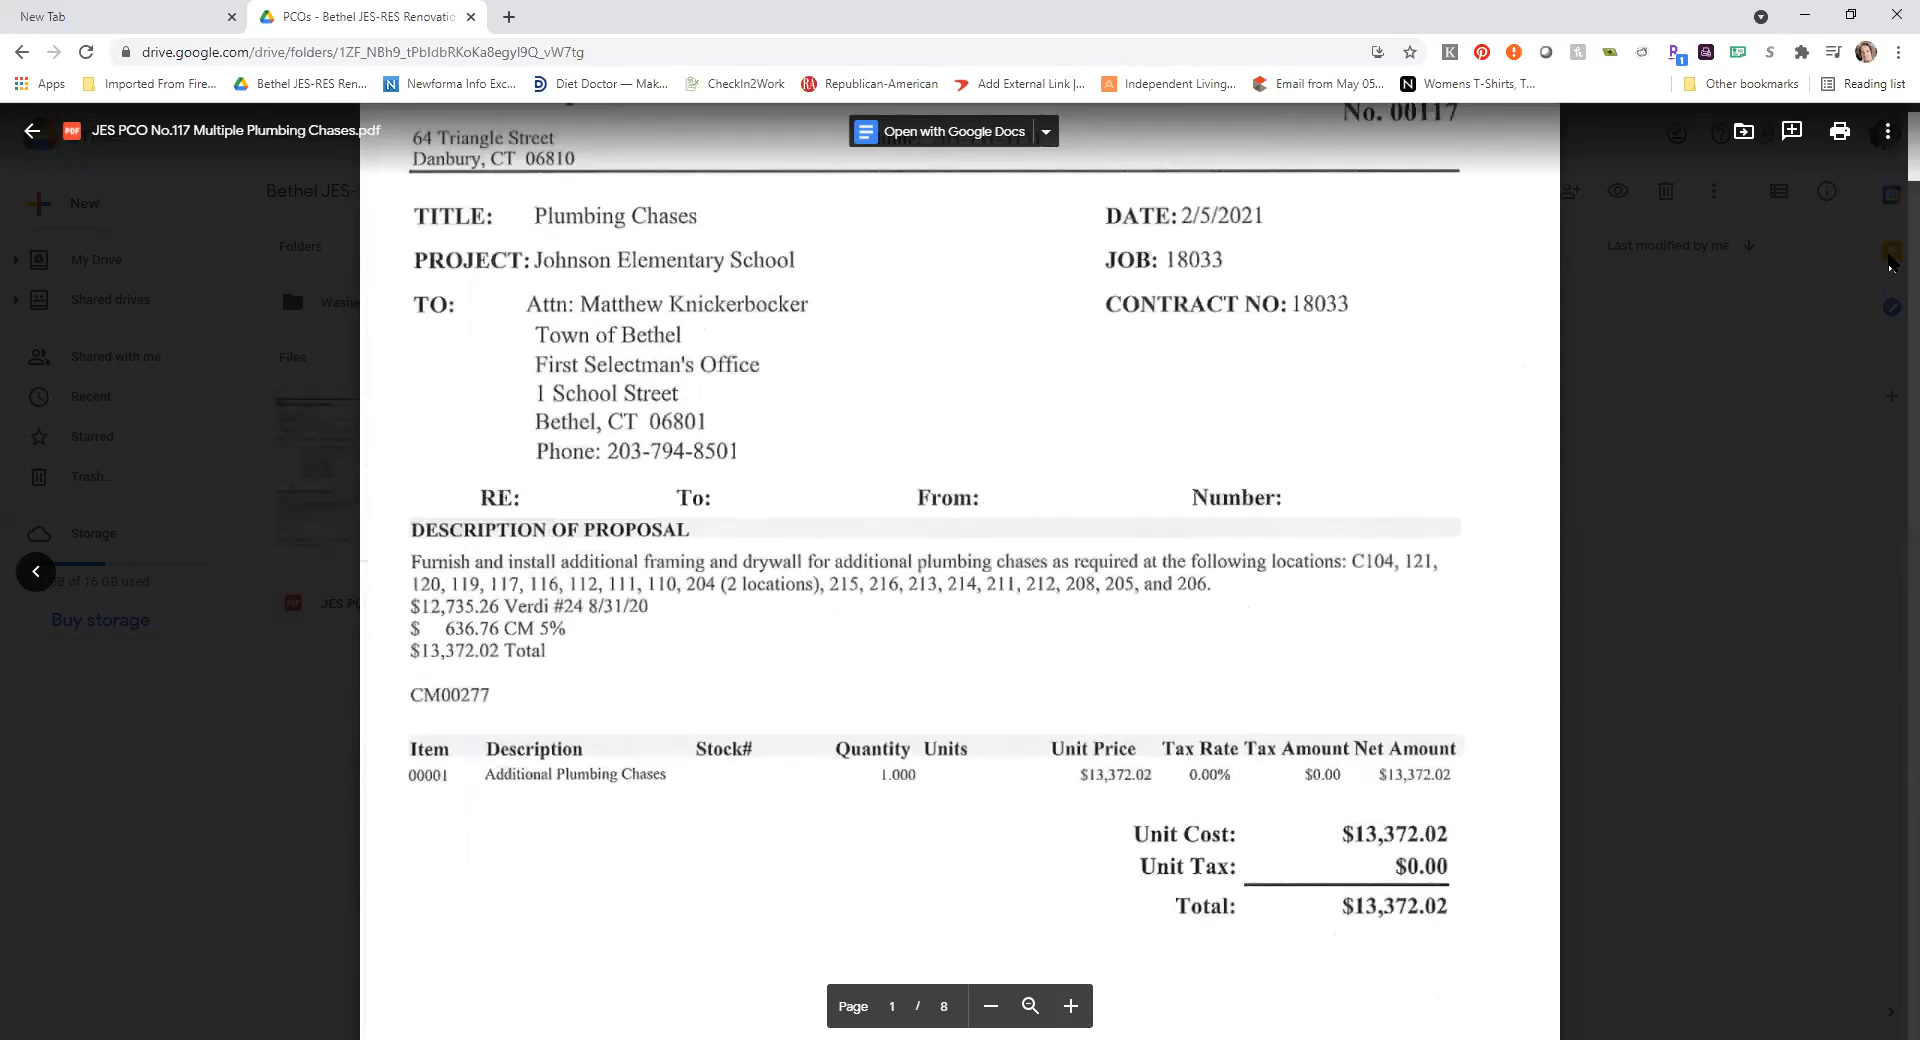 New Tab
PCOs - Bethel JES-RES Renovatio
drive.google.com/drive/folders/1ZF_NBh9_tPbIdbRKoKa8egyI9Q_vW7tg
Apps Imported From Fire... Bethel JES-RES Ren... Newforma Info Exc... Diet Doctor — Mak... CheckIn2Work Republican-American Add External Link |... Independent Living... Email from May 05... Womens T-Shirts, T... Other bookmarks Reading list
JES PCO No.117 Multiple Plumbing Chases.pdf
Open with Google Docs
No. 00117
64 Triangle Street
Danbury, CT 06810
Bethel JES-
New
Folders
Last modified by me
My Drive
Shared drives
Shared with me
Files
Recent
Starred
Trash
Storage
GB of 16 GB used
Buy storage
JES PC
TITLE: Plumbing Chases DATE: 2/5/2021
PROJECT: Johnson Elementary School JOB: 18033
TO: Attn: Matthew Knickerbocker CONTRACT NO: 18033
Town of Bethel
First Selectman's Office
1 School Street
Bethel, CT 06801
Phone: 203-794-8501
RE: To: From: Number:
DESCRIPTION OF PROPOSAL
Furnish and install additional framing and drywall for additional plumbing chases as required at the following locations: C104, 121,
120, 119, 117, 116, 112, 111, 110, 204 (2 locations), 215, 216, 213, 214, 211, 212, 208, 205, and 206.
$12,735.26 Verdi #24 8/31/20
$ 636.76 CM 5%
$13,372.02 Total
CM00277
Item Description Stock# Quantity Units Unit Price Tax Rate Tax Amount Net Amount
00001 Additional Plumbing Chases 1.000 $13,372.02 0.00% $0.00 $13,372.02
Unit Cost: $13,372.02
Unit Tax: $0.00
Total: $13,372.02
Page 1 / 8